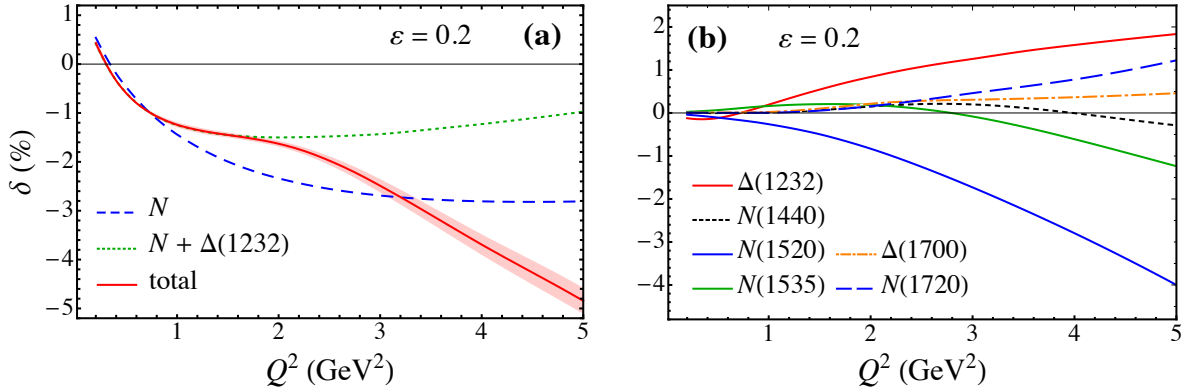 (a)
ε = 0.2
1
0
−1
−2
−3
−4
−5
δ (%)
N
N + Δ(1232)
total
1
2
3
4
5
Q² (GeV²)
(b)
ε = 0.2
2
1
0
−1
−2
−3
−4
Δ(1232)
N(1440)
N(1520)
N(1535)
Δ(1700)
N(1720)
0
1
2
3
4
5
Q² (GeV²)